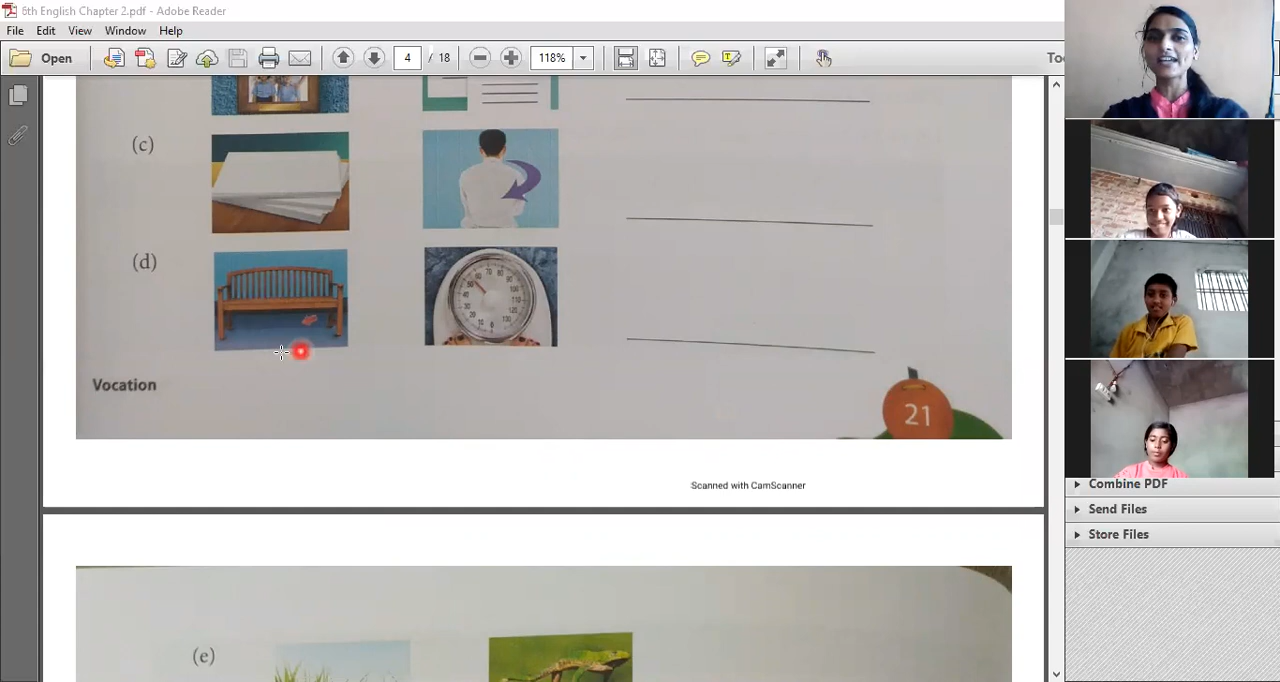 6th English Chapter 2.pdf - Adobe Reader
File Edit View Window Help
Open 4 / 18 118%
(c)
(d)
Vocation
21
Scanned with CamScanner
(e)
Combine PDF
Send Files
Store Files